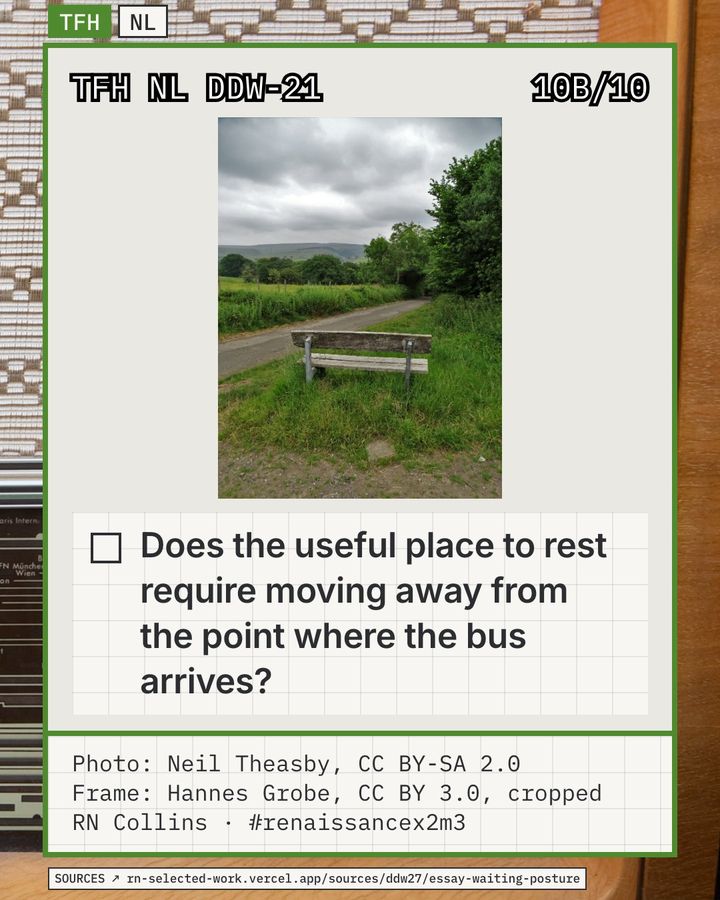 TFH NL
TFH NL DDW-21 10B/10
Does the useful place to rest
require moving away from
the point where the bus
arrives?
Photo: Neil Theasby, CC BY-SA 2.0
Frame: Hannes Grobe, CC BY 3.0, cropped
RN Collins · #renaissancex2m3
SOURCES ↗ rn-selected-work.vercel.app/sources/ddw27/essay-waiting-posture